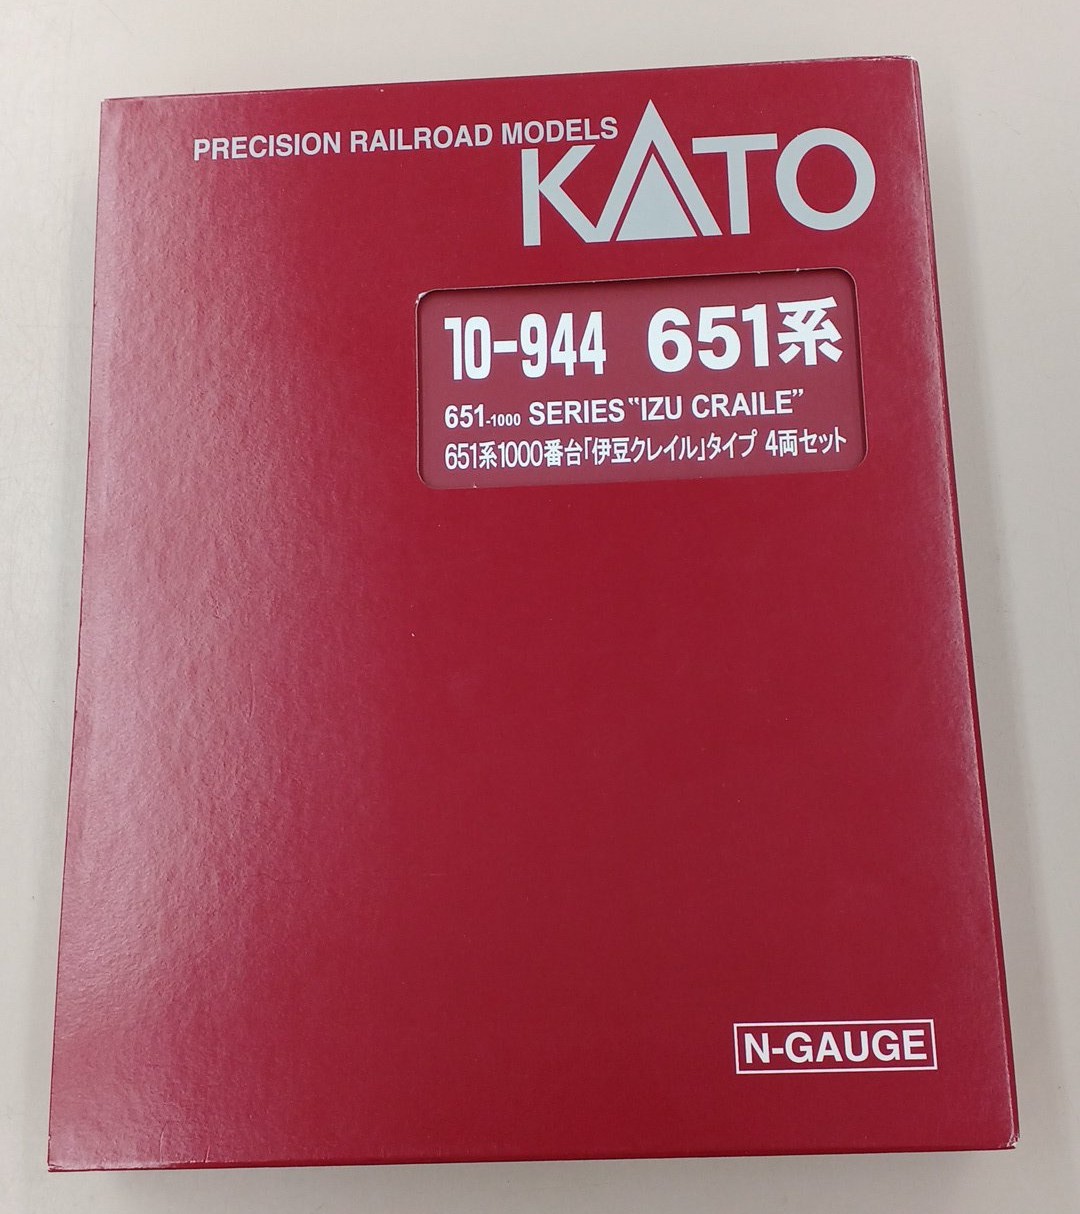 PRECISION RAILROAD MODELS
KATO
10-944 651系
651-1000 SERIES "IZU CRAILE"
651系1000番台「伊豆クレイル」タイプ 4両セット
N-GAUGE